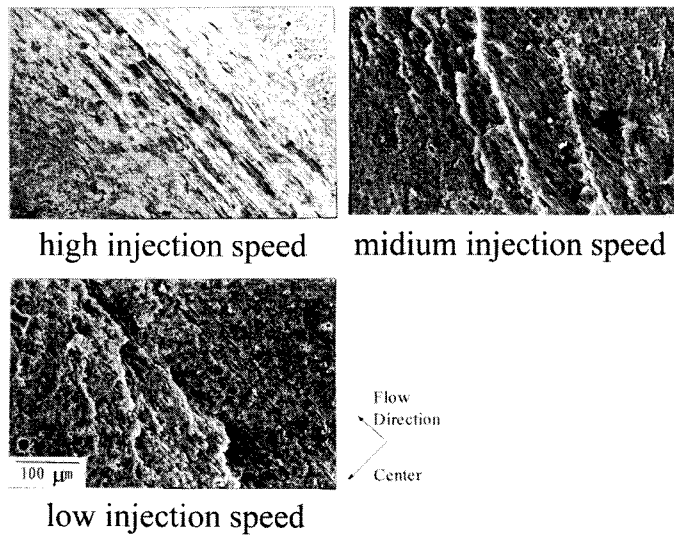 high injection speed
midium injection speed
Flow
Direction
100 μm
Center
low injection speed